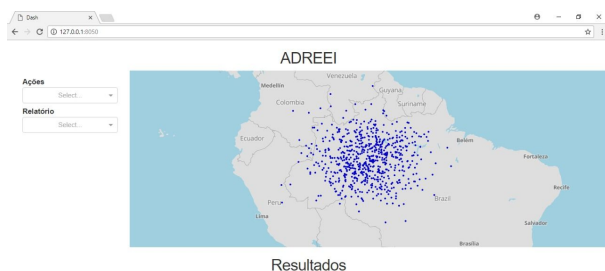 Dash
127.0.0.1:8050
ADREEI
Ações
Select...
Relatório
Select...
Medellín
Venezuela
Guyana
Suriname
Colombia
Ecuador
Belém
Fortaleza
Recife
Peru
Brazil
Lima
Salvador
Brasília
Resultados